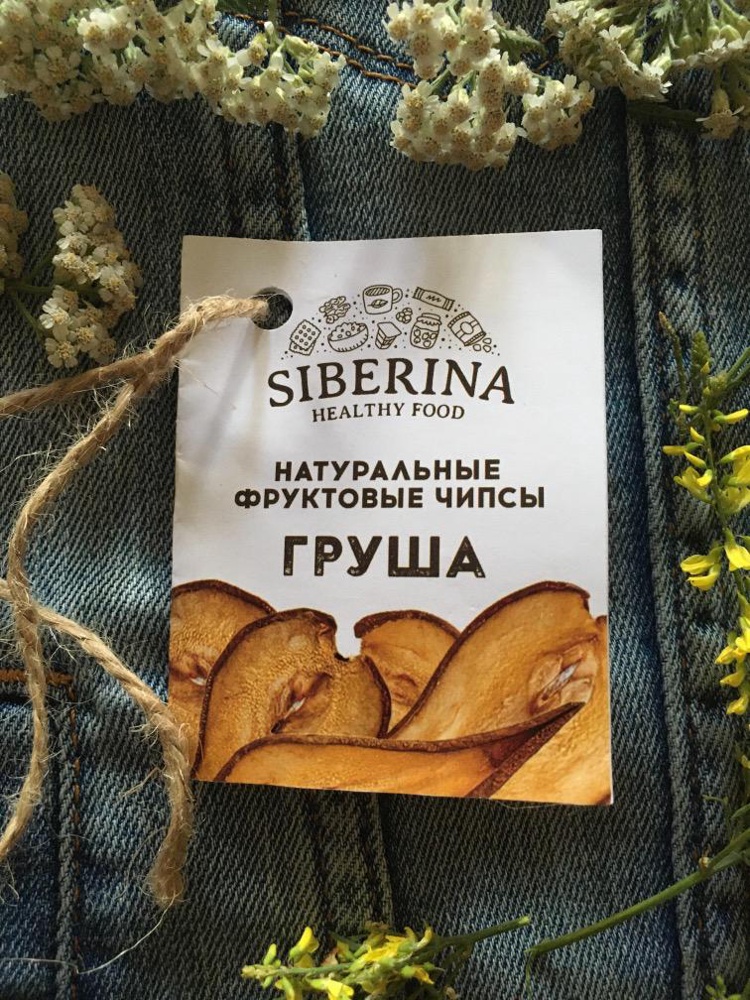 SIBERINA
HEALTHY FOOD
НАТУРАЛЬНЫЕ
ФРУКТОВЫЕ ЧИПСЫ
ГРУША